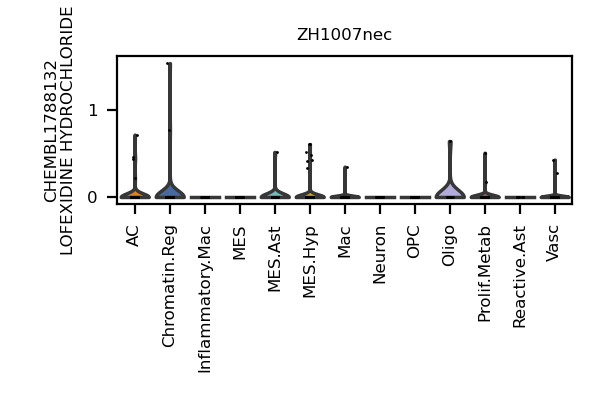 ZH1007nec
CHEMBL1788132
LOFEXIDINE HYDROCHLORIDE
1
0
AC
Chromatin.Reg
Inflammatory.Mac
MES
MES.Ast
MES.Hyp
Mac
Neuron
OPC
Oligo
Prolif.Metab
Reactive.Ast
Vasc